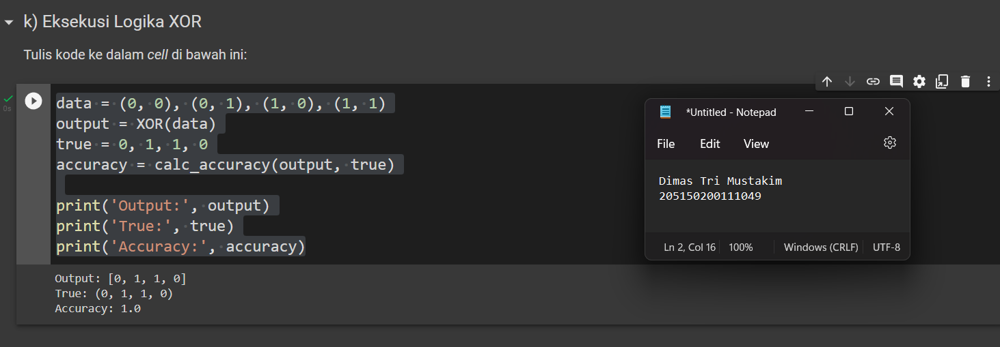 k) Eksekusi Logika XOR
Tulis kode ke dalam cell di bawah ini:
0s
data = (0, 0), (0, 1), (1, 0), (1, 1)
output = XOR(data)
true = 0, 1, 1, 0
accuracy = calc_accuracy(output, true)
print('Output:', output)
print('True:', true)
print('Accuracy:', accuracy)
Output: [0, 1, 1, 0]
True: (0, 1, 1, 0)
Accuracy: 1.0
*Untitled - Notepad
File Edit View
Dimas Tri Mustakim
205150200111049
Ln 2, Col 16 100% Windows (CRLF) UTF-8